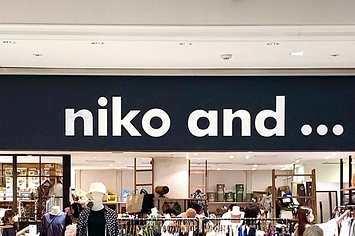 niko and ...